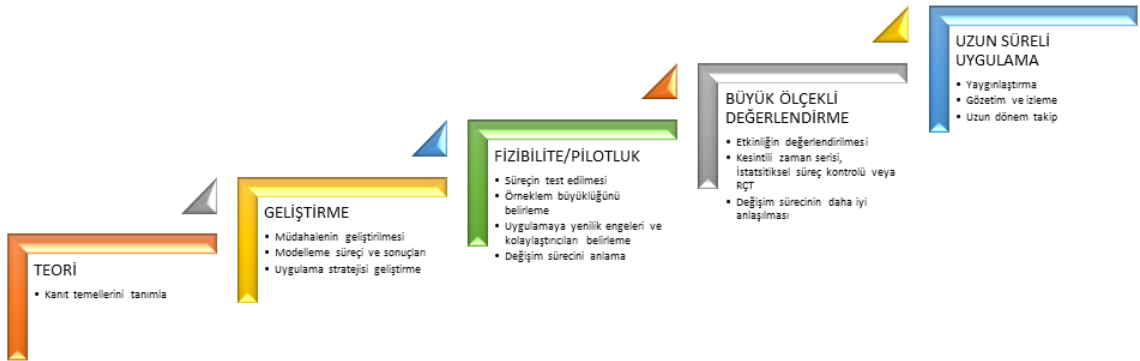 TEORİ
• Kanıt temellerini tanımla
GELİŞTİRME
• Müdahalenin geliştirilmesi
• Modelleme süreci ve sonuçları
• Uygulama stratejisi geliştirme
FİZİBİLİTE/PİLOTLUK
• Süreçin test edilmesi
• Örneklem büyüklüğünü
belirleme
• Uygulamaya yenilik engeleri ve
kolaylaştırıcıları belirleme
• Değişim sürecini anlama
BÜYÜK ÖLÇEKLİ
DEĞERLENDİRME
• Etkinliğin değerlendirilmesi
• Kesintili zaman serisi,
İstatsitiksel süreç kontrolü veya
RÇT
• Değişim sürecinin daha iyi
anlaşılması
UZUN SÜRELİ
UYGULAMA
• Yaygınlaştırma
• Gözetim ve izleme
• Uzun dönem takip